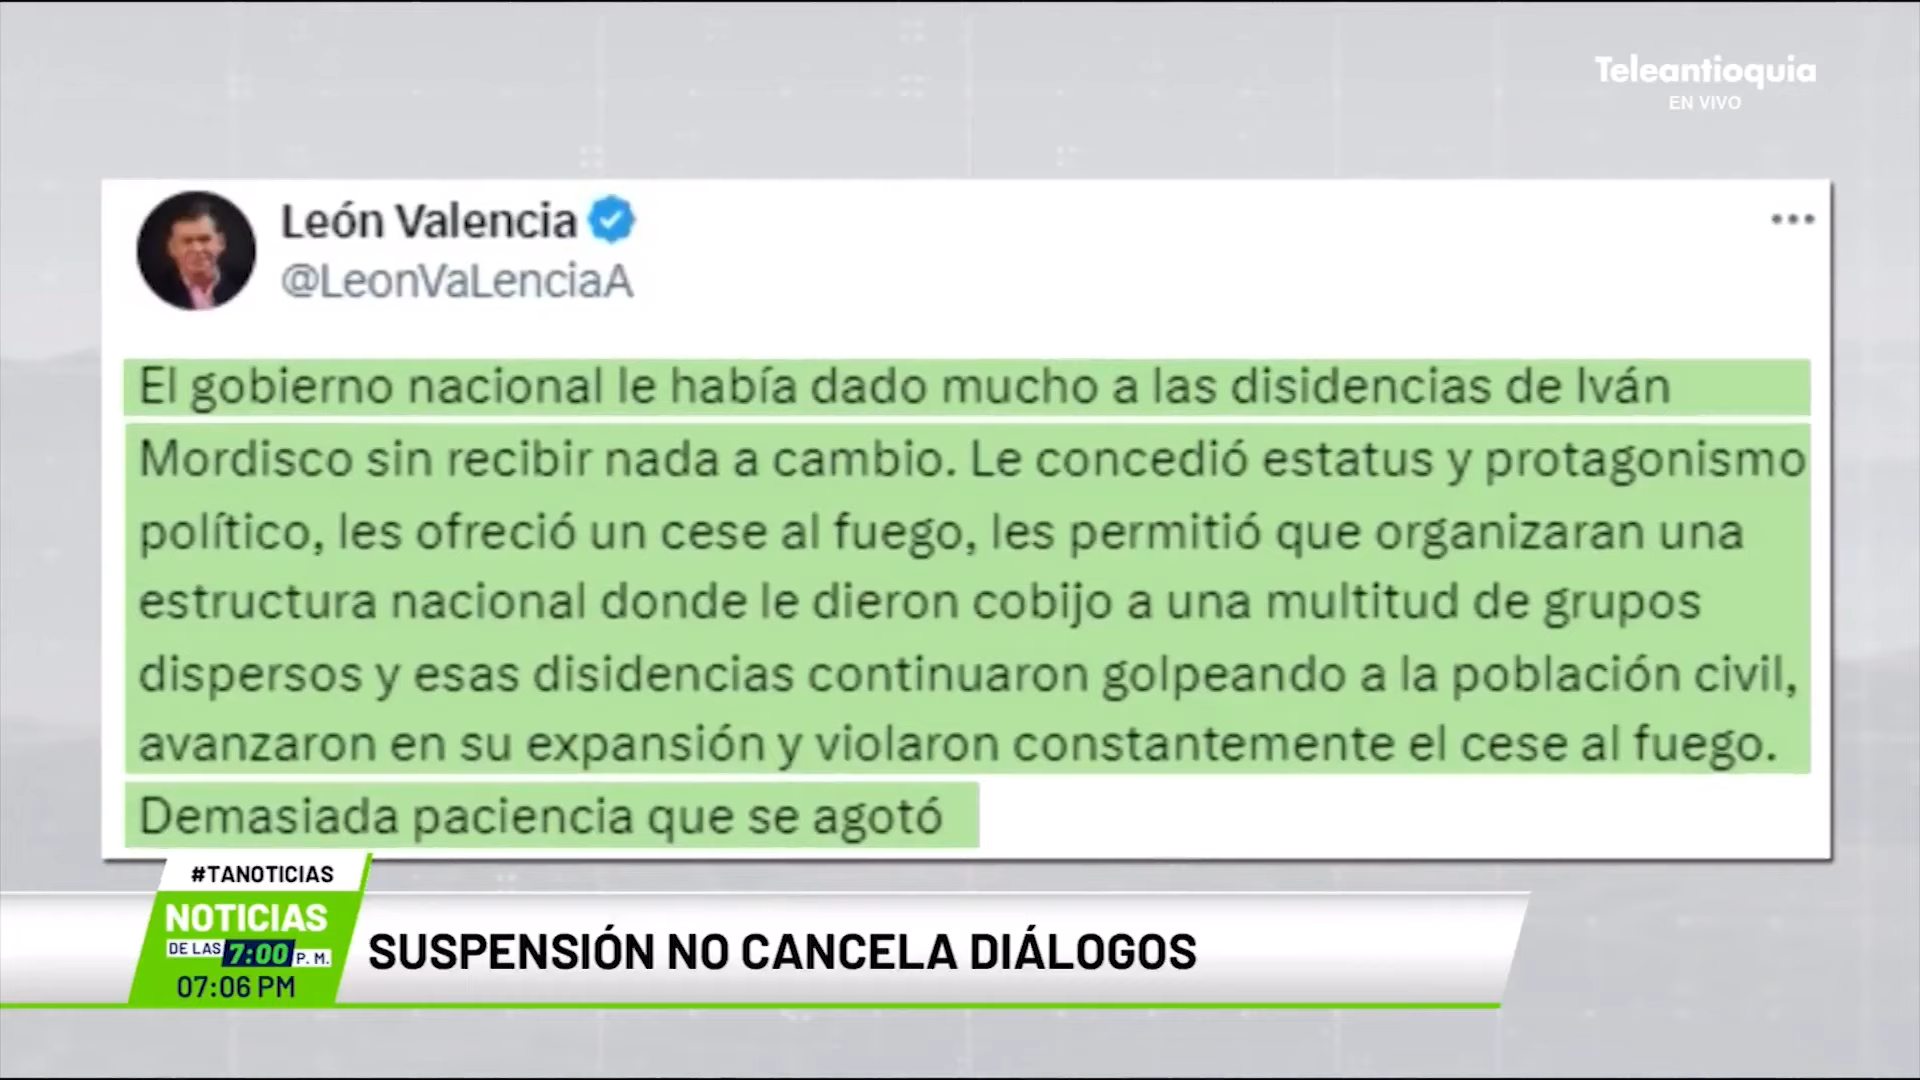 Teleantioquia
EN VIVO
León Valencia
@LeonVaLenciaA
El gobierno nacional le había dado mucho a las disidencias de Iván
Mordisco sin recibir nada a cambio. Le concedió estatus y protagonismo
político, les ofreció un cese al fuego, les permitió que organizaran una
estructura nacional donde le dieron cobijo a una multitud de grupos
dispersos y esas disidencias continuaron golpeando a la población civil,
avanzaron en su expansión y violaron constantemente el cese al fuego.
Demasiada paciencia que se agotó
#TANOTICIAS
NOTICIAS
DE LAS 7:00 P. M.
07:06 PM
SUSPENSIÓN NO CANCELA DIÁLOGOS